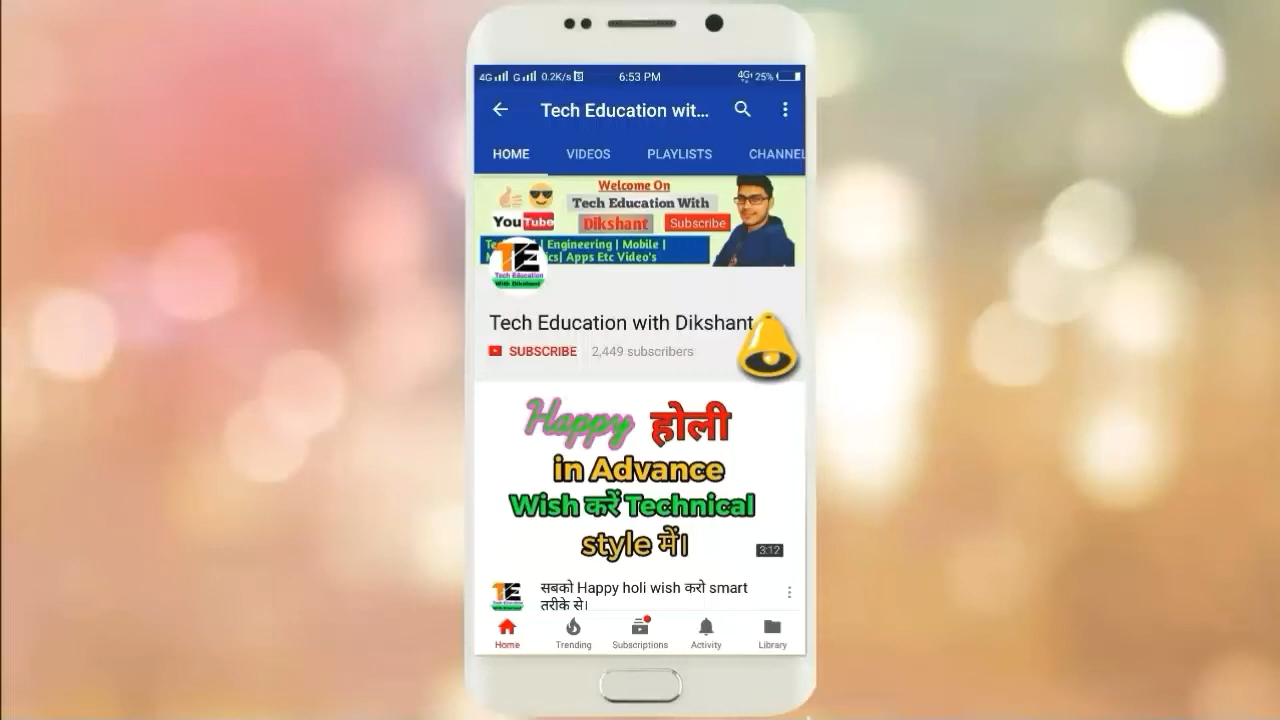 4G G 0.2K/s 6:53 PM 4G+ 25%
Tech Education wit...
HOME VIDEOS PLAYLISTS CHANNEL
Welcome On
Tech Education With
YouTube Dikshant Subscribe
| Engineering | Mobile |
| Apps Etc Video's
TE
Tech Education
With Dikshant
Tech Education with Dikshant
SUBSCRIBE 2,449 subscribers
Happy होली
in Advance
Wish करें Technical
style में।
3:12
TE
सबको Happy holi wish करो smart
तरीके से।
Home Trending Subscriptions Activity Library